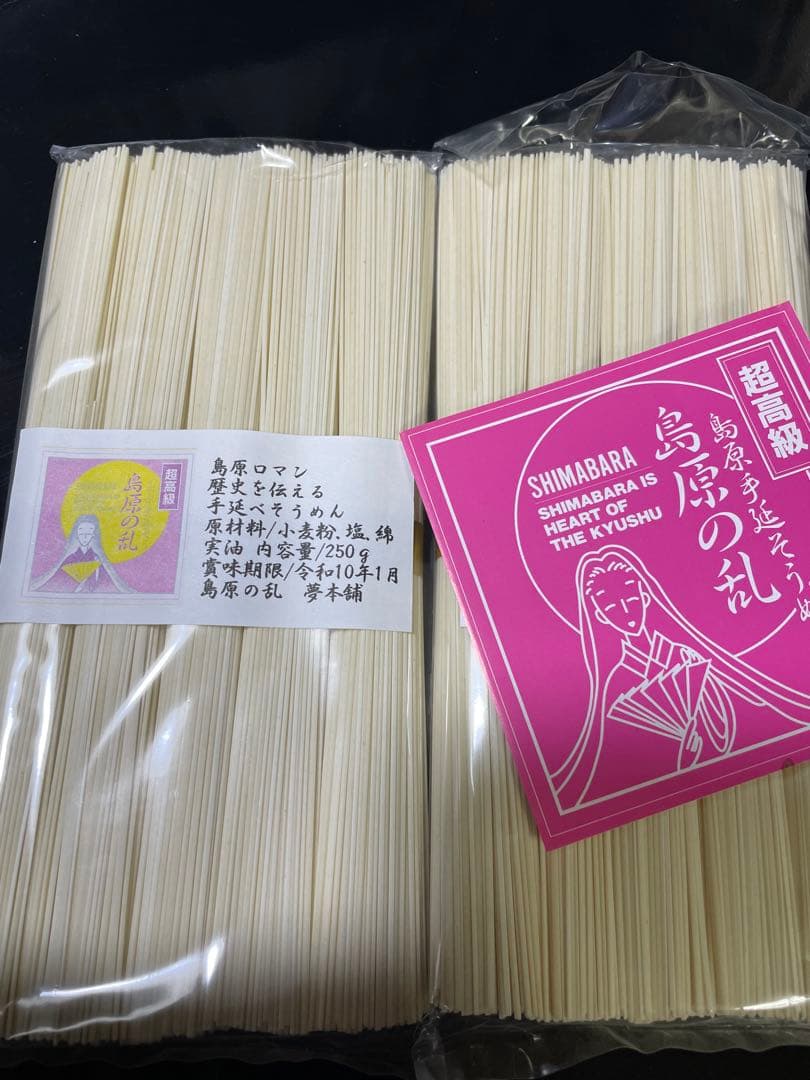 超高級
島原の乱
島原ロマン
歴史を伝える
手延べそうめん
原材料/小麦粉、塩、綿
実油 内容量/250g
賞味期限/令和10年1月
島原の乱 夢本舗
超高級
島原手延そうめ
島原の乱
SHIMABARA
SHIMABARA IS
HEART OF
THE KYUSHU